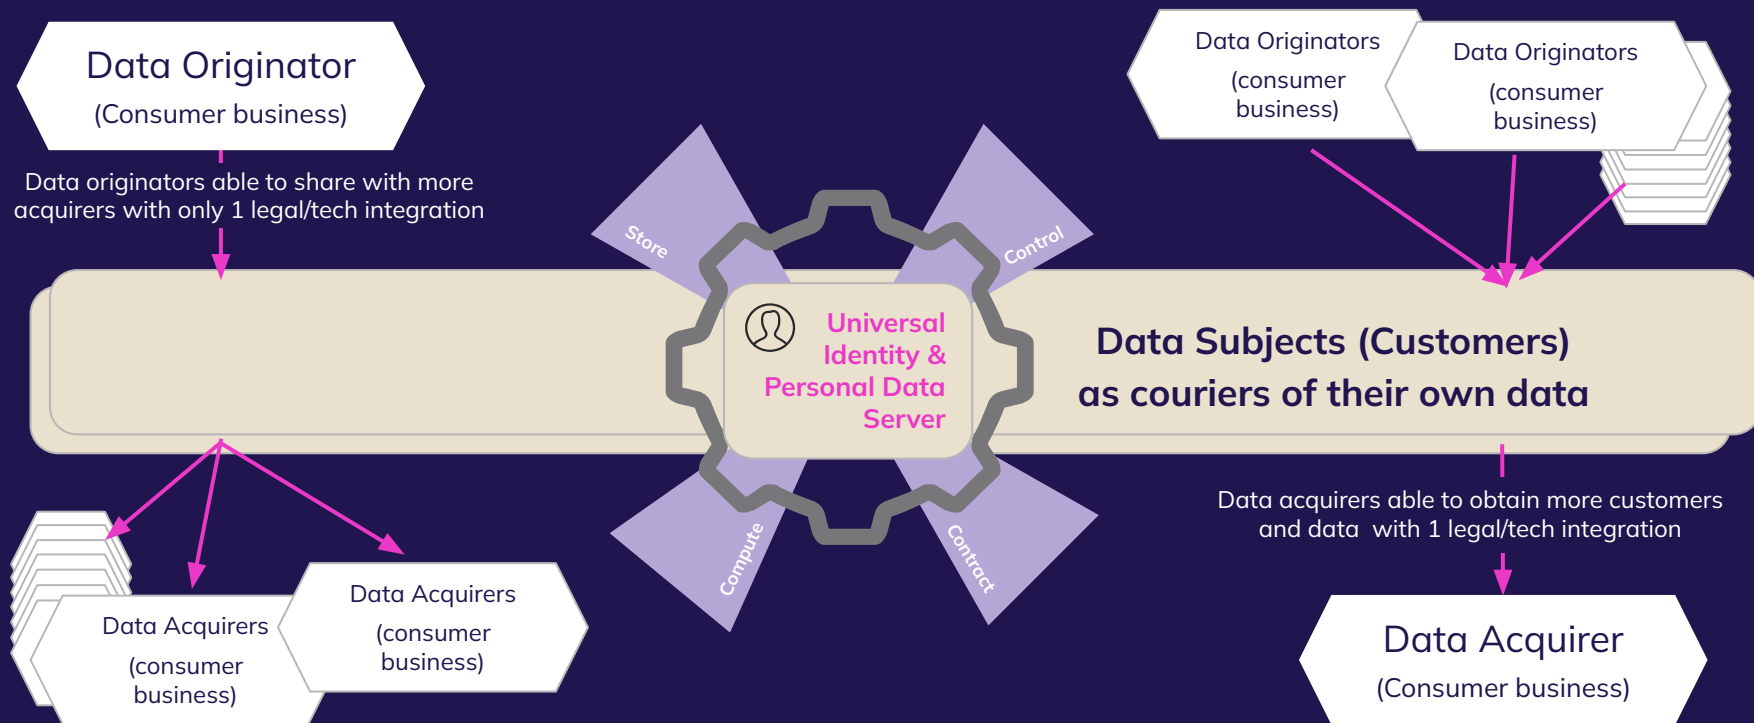 Data Originator
(Consumer business)
Data originators able to share with more
acquirers with only 1 legal/tech integration
Data Originators
(consumer
business)
Data Originators
(consumer
business)
Store
Control
Universal
Identity &
Personal Data
Server
Data Subjects (Customers)
as couriers of their own data
Compute
Contract
Data Acquirers
(consumer
business)
Data Acquirers
(consumer
business)
Data acquirers able to obtain more customers
and data with 1 legal/tech integration
Data Acquirer
(Consumer business)